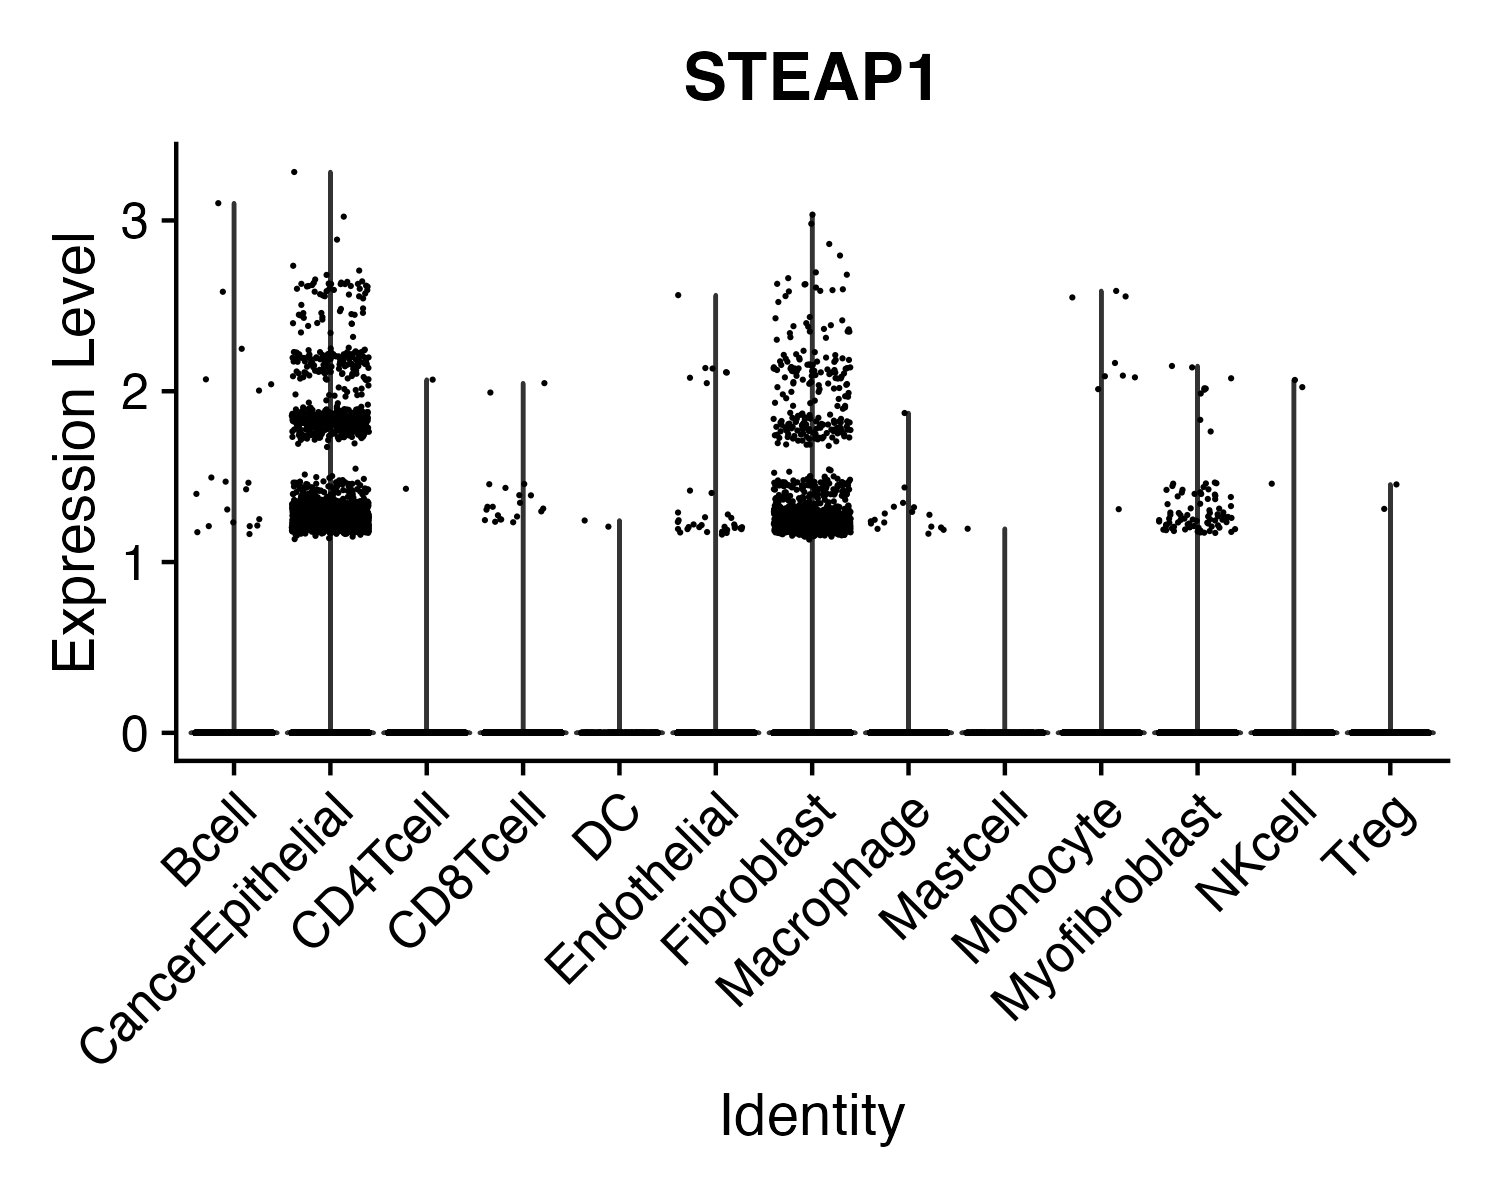 STEAP1
Expression Level
3
2
1
0
Bcell
CancerEpithelial
CD4Tcell
CD8Tcell
DC
Endothelial
Fibroblast
Macrophage
Mastcell
Monocyte
Myofibroblast
NKcell
Treg
Identity